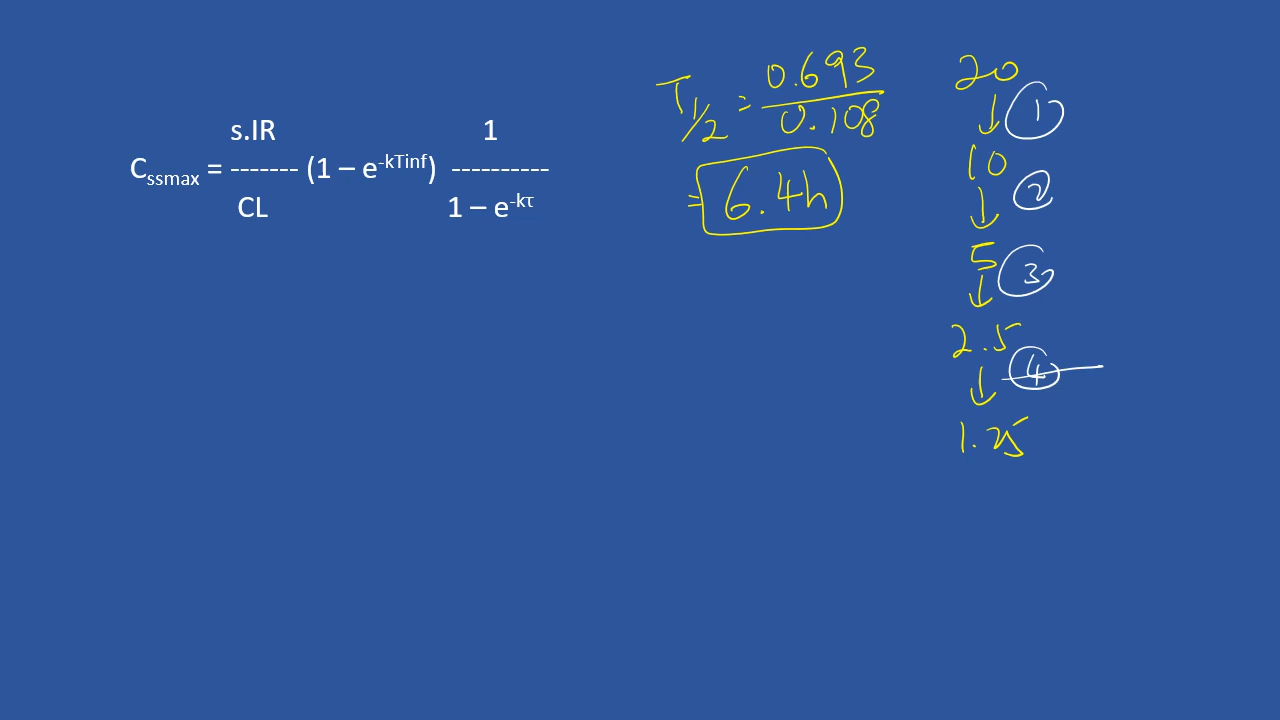 s.IR 1
Cssmax = ------- (1 – e-kTinf) ----------
CL 1 – e-kτ
T1/2 = 0.693
0.108
= 6.4h
20
↓ 1
10
↓ 2
5
↓ 3
2.5
↓ 4
1.25